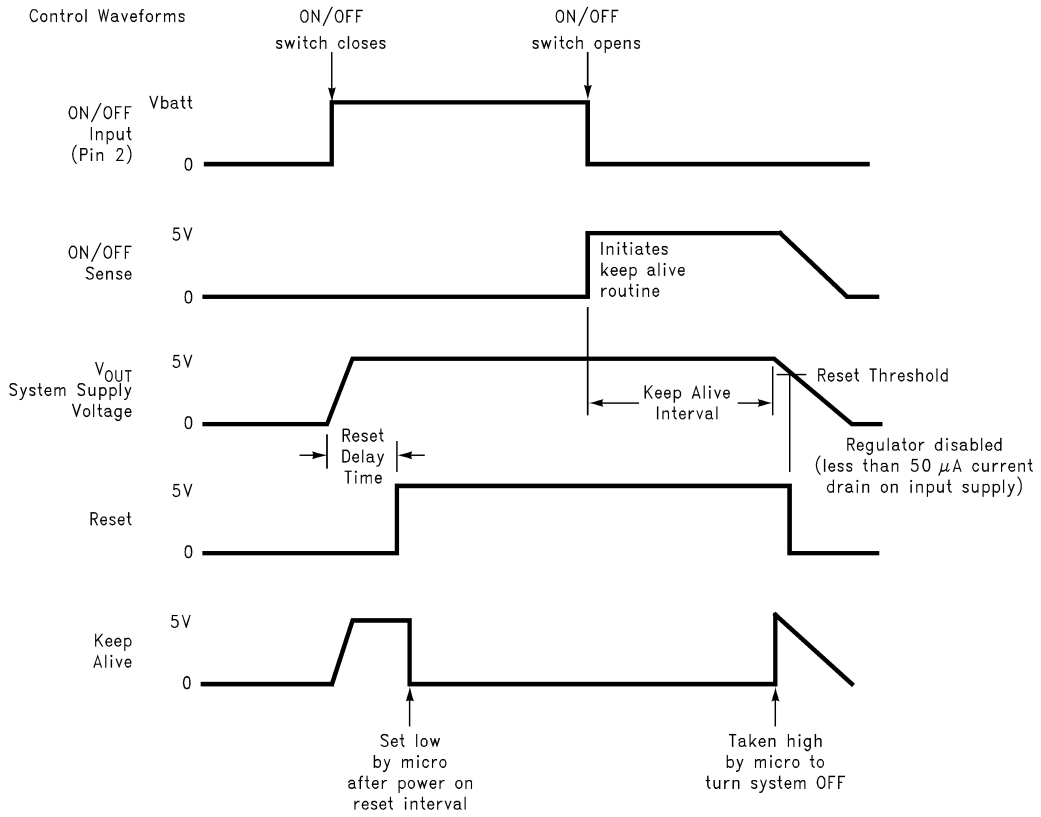 Control Waveforms
ON/OFF
switch closes
ON/OFF
switch opens
ON/OFF
Input
(Pin 2)
Vbatt
0
ON/OFF
Sense
5V
0
Initiates
keep alive
routine
VOUT
System Supply
Voltage
5V
0
Keep Alive
Interval
Reset Threshold
Reset
Delay
Time
Regulator disabled
(less than 50 μA current
drain on input supply)
Reset
5V
0
Keep
Alive
5V
0
Set low
by micro
after power on
reset interval
Taken high
by micro to
turn system OFF